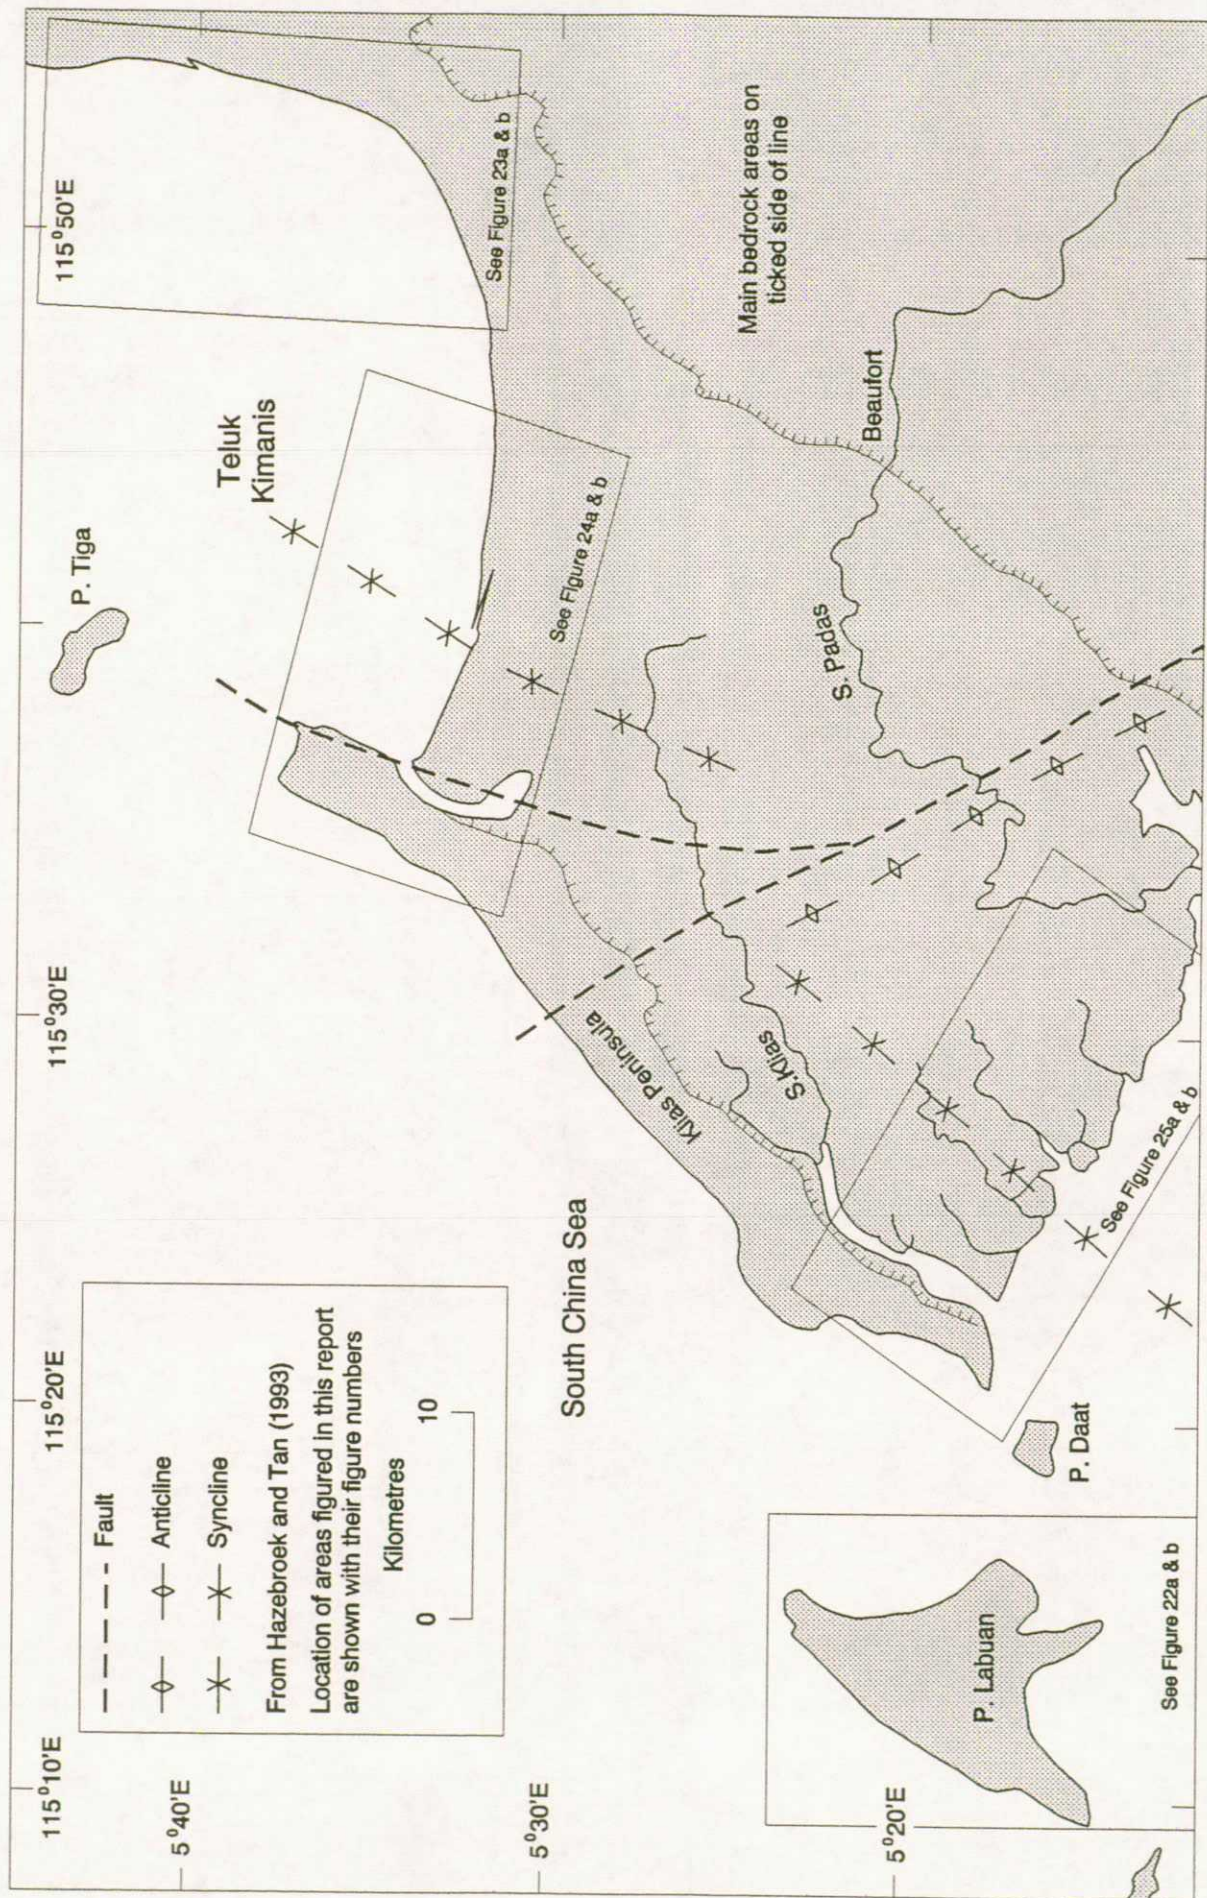 115°10'E
115°20'E
115°30'E
115°50'E
5°40'E
5°30'E
5°20'E
Fault
Anticline
Syncline
From Hazebroek and Tan (1993)
Location of areas figured in this report
are shown with their figure numbers
Kilometres
0 10
P. Tiga
Teluk
Kimanis
South China Sea
Klias Peninsula
S.Klias
S. Padas
Beaufort
Main bedrock areas on
ticked side of line
See Figure 23a & b
See Figure 24a & b
See Figure 25a & b
P. Daat
P. Labuan
See Figure 22a & b